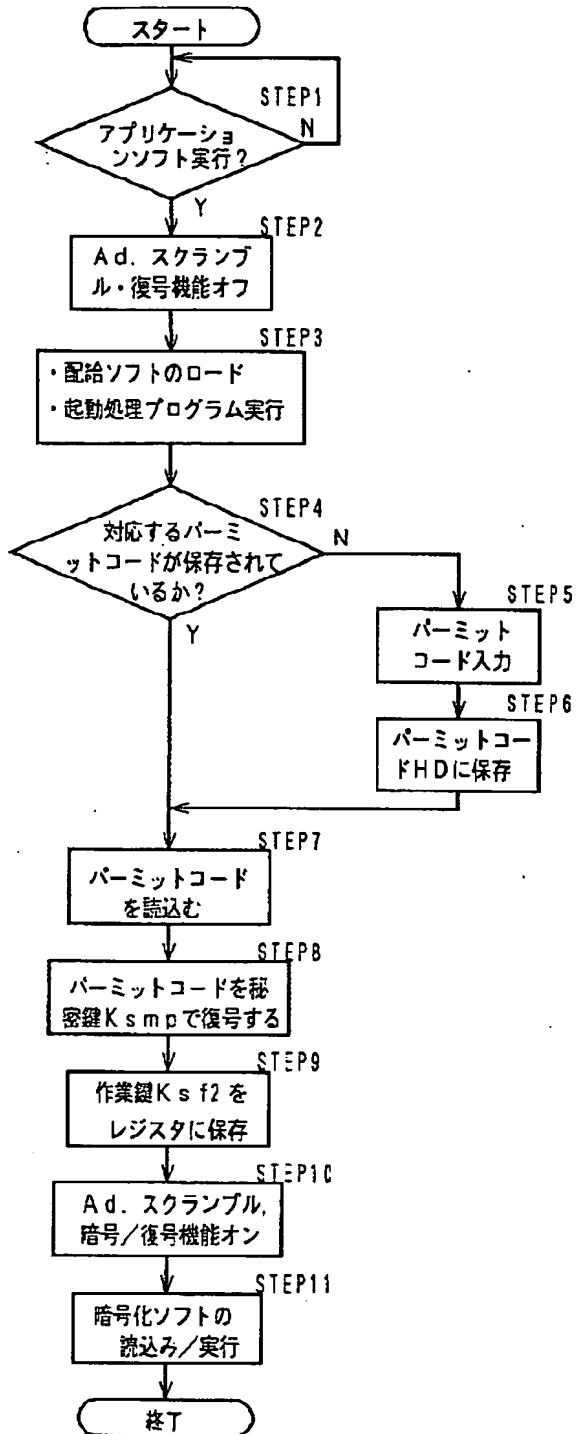 スタート
STEP1
アプリケーショ
ンソフト実行?
N
Y
STEP2
Ad. スクランブ
ル・復号機能オフ
STEP3
・配給ソフトのロード
・起動処理プログラム実行
STEP4
対応するパーミ
ットコードが保存されて
いるか?
N
Y
STEP5
パーミット
コード入力
STEP6
パーミットコー
ドHDに保存
STEP7
パーミットコード
を読込む
STEP8
パーミットコードを秘
密鍵Ksmpで復号する
STEP9
作業鍵Ksf2を
レジスタに保存
STEP10
Ad. スクランブル,
暗号/復号機能オン
STEP11
暗号化ソフトの
読込み/実行
終了